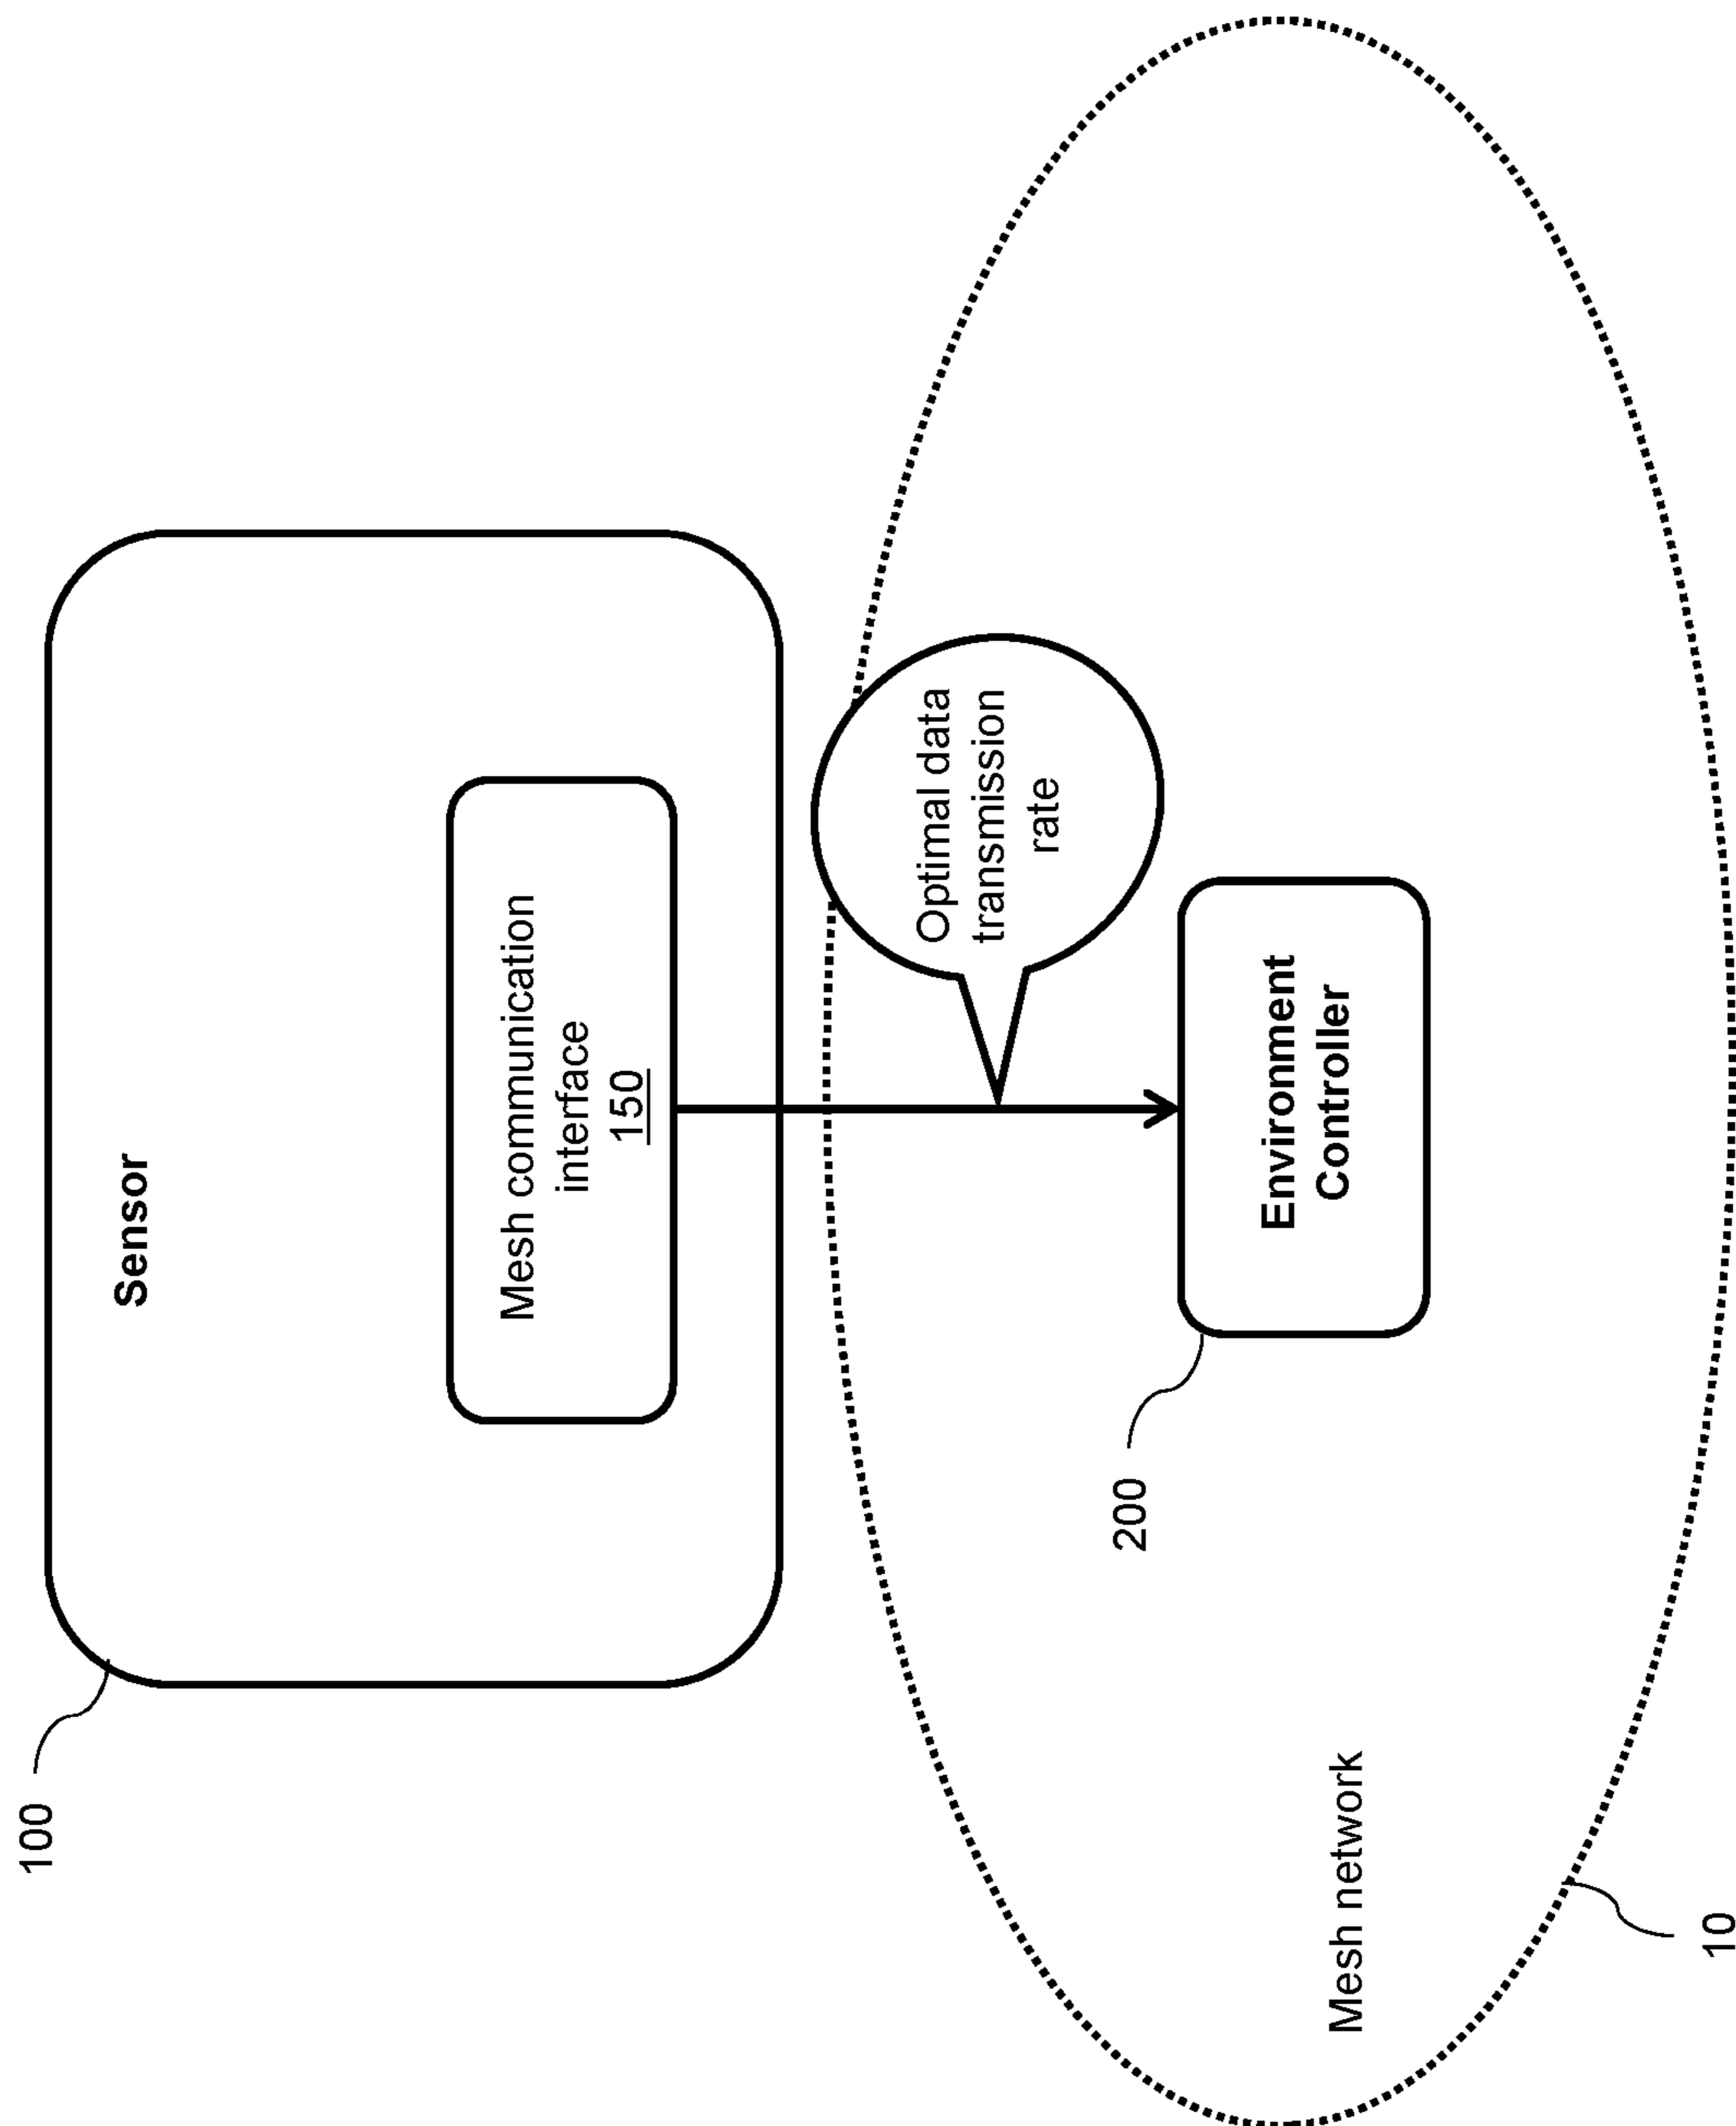 100
Sensor
Mesh communication
interface
150
Optimal data
transmission
rate
200
Environment
Controller
Mesh network
10